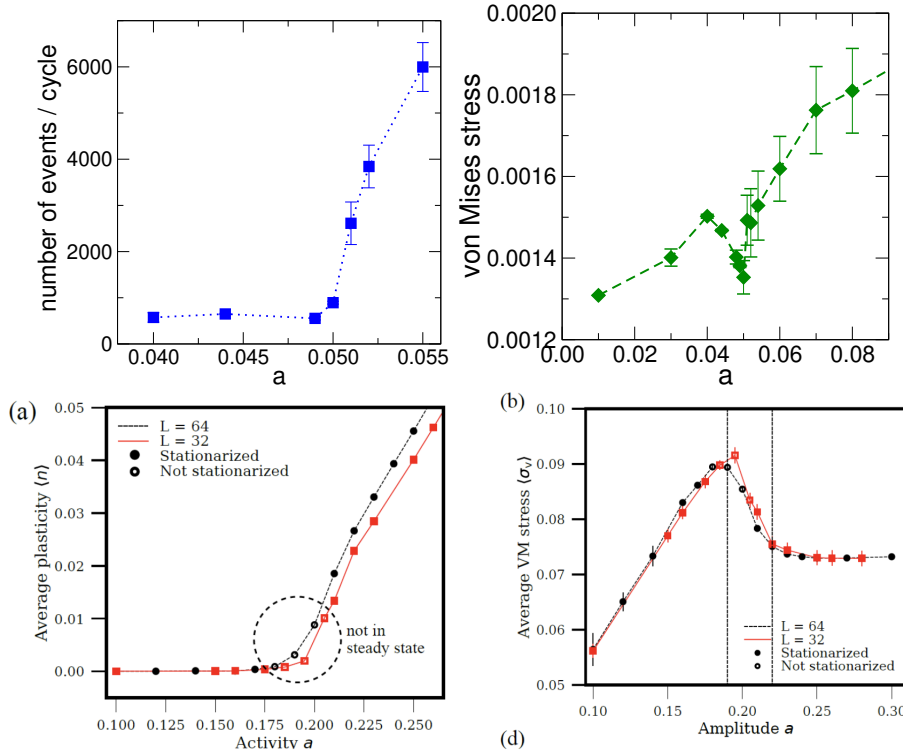 6000
4000
2000
0
number of events / cycle
0.040
0.045
0.050
0.055
a
0.0020
0.0018
0.0016
0.0014
0.0012
von Mises stress
0.00
0.02
0.04
0.06
0.08
a
(a)
0.05
0.04
0.03
0.02
0.01
0.00
Average plasticity ⟨n⟩
L = 64
L = 32
Stationarized
Not stationarized
not in
steady state
0.100
0.125
0.150
0.175
0.200
0.225
0.250
Activity a
(b)
0.10
0.09
0.08
0.07
0.06
0.05
Average VM stress ⟨σ_v⟩
L = 64
L = 32
Stationarized
Not stationarized
0.10
0.15
0.20
0.25
0.30
Amplitude a
(d)